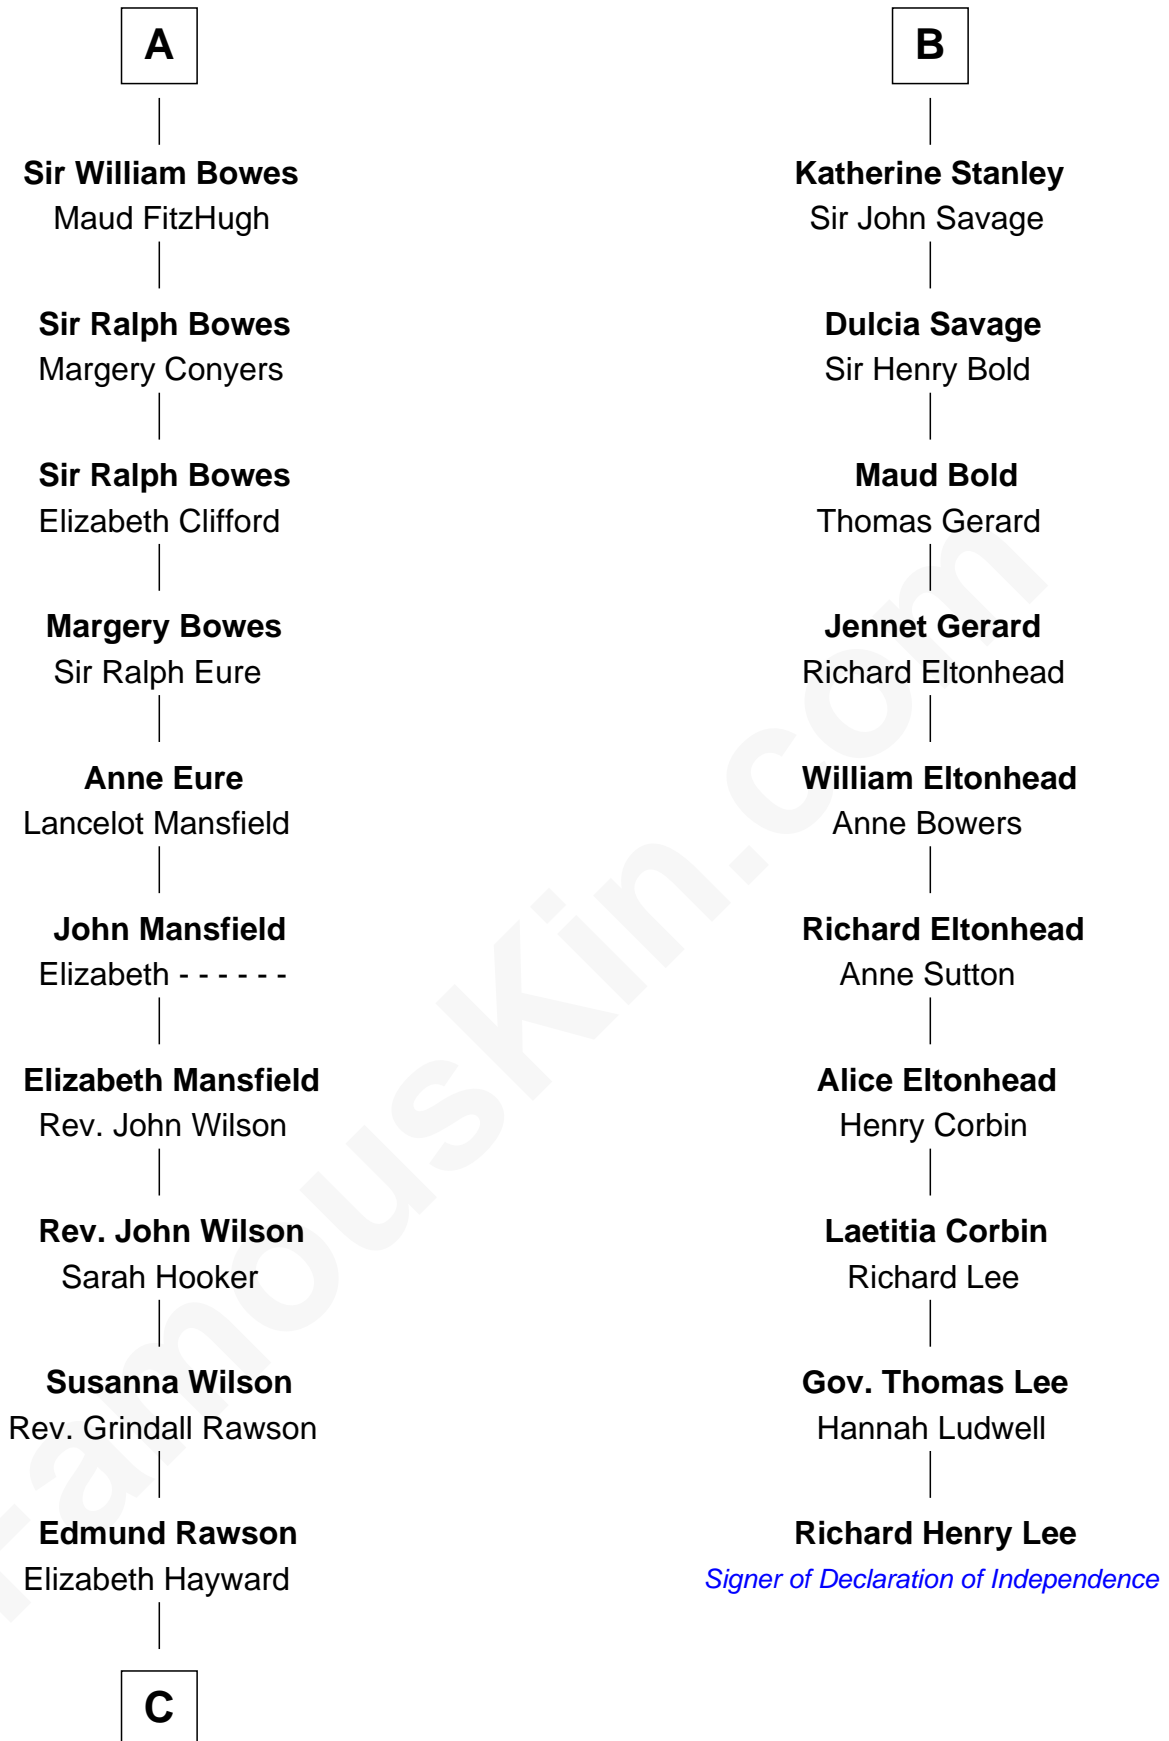 A
Sir William Bowes
Maud FitzHugh
Sir Ralph Bowes
Margery Conyers
Sir Ralph Bowes
Elizabeth Clifford
Margery Bowes
Sir Ralph Eure
Anne Eure
Lancelot Mansfield
John Mansfield
Elizabeth - - - - - -
Elizabeth Mansfield
Rev. John Wilson
Rev. John Wilson
Sarah Hooker
Susanna Wilson
Rev. Grindall Rawson
Edmund Rawson
Elizabeth Hayward
C
B
Katherine Stanley
Sir John Savage
Dulcia Savage
Sir Henry Bold
Maud Bold
Thomas Gerard
Jennet Gerard
Richard Eltonhead
William Eltonhead
Anne Bowers
Richard Eltonhead
Anne Sutton
Alice Eltonhead
Henry Corbin
Laetitia Corbin
Richard Lee
Gov. Thomas Lee
Hannah Ludwell
Richard Henry Lee
Signer of Declaration of Independence
FamousKin.com